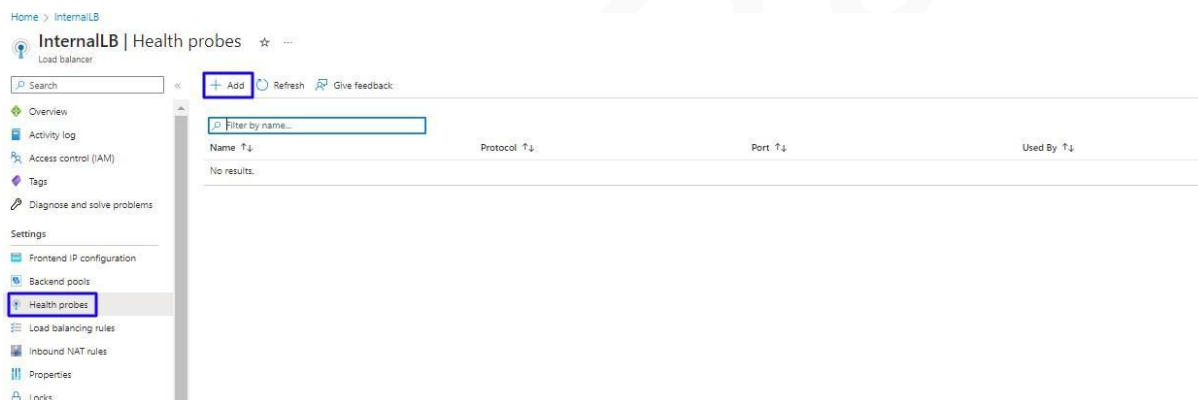 Home > InternalLB
InternalLB | Health probes ☆ ...
Load balancer
Search «
+ Add Refresh Give feedback
Overview
Activity log
Access control (IAM)
Tags
Diagnose and solve problems
Settings
Frontend IP configuration
Backend pools
Health probes
Load balancing rules
Inbound NAT rules
Properties
Locks
Filter by name...
Name ↑↓ Protocol ↑↓ Port ↑↓ Used By ↑↓
No results.